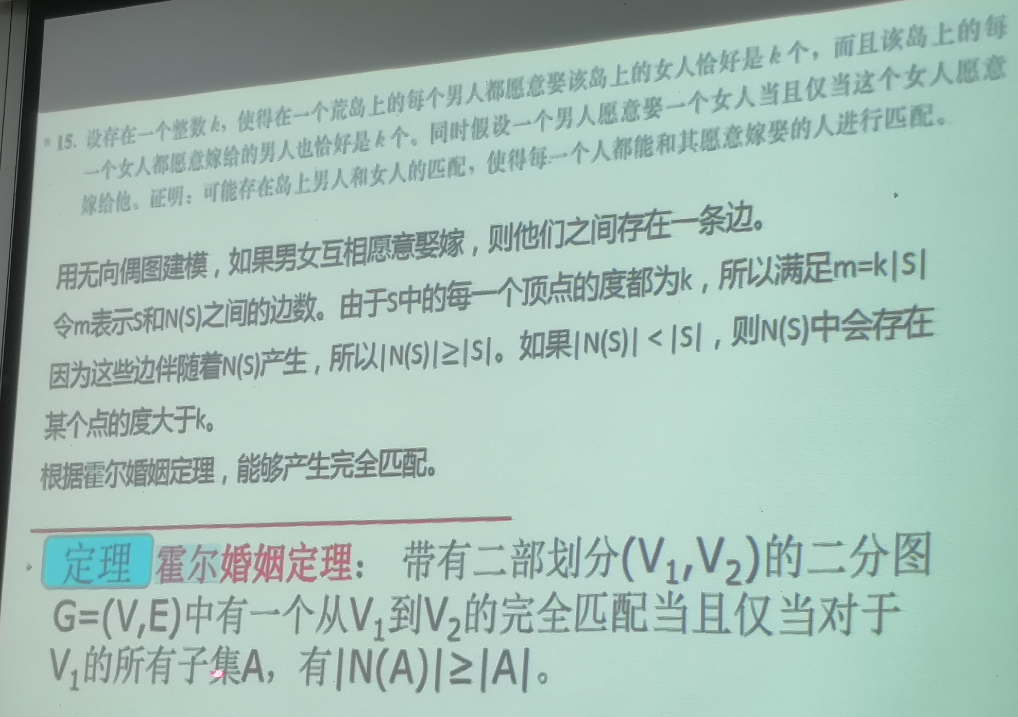 * 15. 设存在一个整数k，使得在一个荒岛上的每个男人都愿意娶该岛上的女人恰好是k个，而且该岛上的每
一个女人都愿意嫁给的男人也恰好是k个。同时假设一个男人愿意娶一个女人当且仅当这个女人愿意
嫁给他。证明：可能存在岛上男人和女人的匹配，使得每一个人都能和其愿意嫁娶的人进行匹配。
用无向偶图建模，如果男女互相愿意娶嫁，则他们之间存在一条边。
令m表示S和N(S)之间的边数。由于S中的每一个顶点的度都为k，所以满足m=k|S|
因为这些边伴随着N(S)产生，所以|N(S)|≥|S|。如果|N(S)|<|S|，则N(S)中会存在
某个点的度大于k。
根据霍尔婚姻定理，能够产生完全匹配。
定理 霍尔婚姻定理： 带有二部划分(V₁,V₂)的二分图
G=(V,E)中有一个从V₁到V₂的完全匹配当且仅当对于
V₁的所有子集A，有|N(A)|≥|A|。